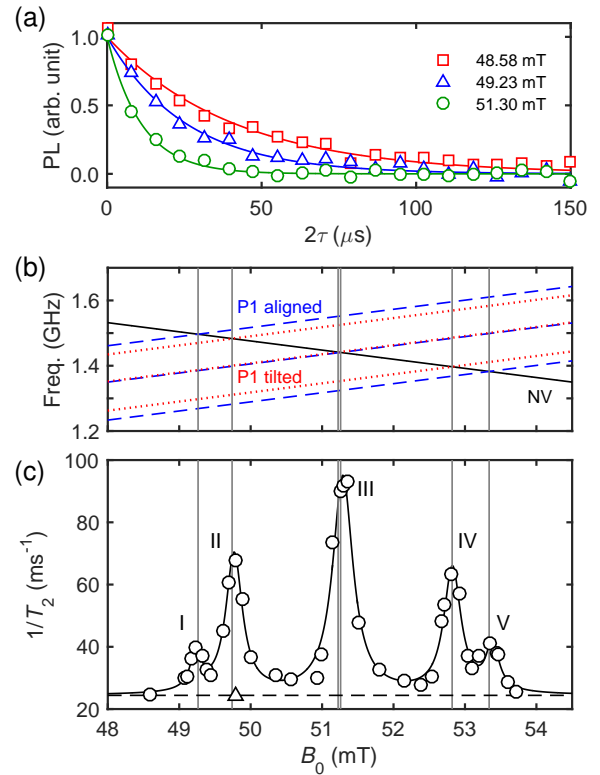 (a)
PL (arb. unit)
1.0
0.5
0.0
48.58 mT
49.23 mT
51.30 mT
0 50 100 150
2τ (μs)
(b)
Freq. (GHz)
1.6
1.4
1.2
P1 aligned
P1 tilted
NV
(c)
1/T2 (ms-1)
100
80
60
40
20
I
II
III
IV
V
48 49 50 51 52 53 54
B0 (mT)